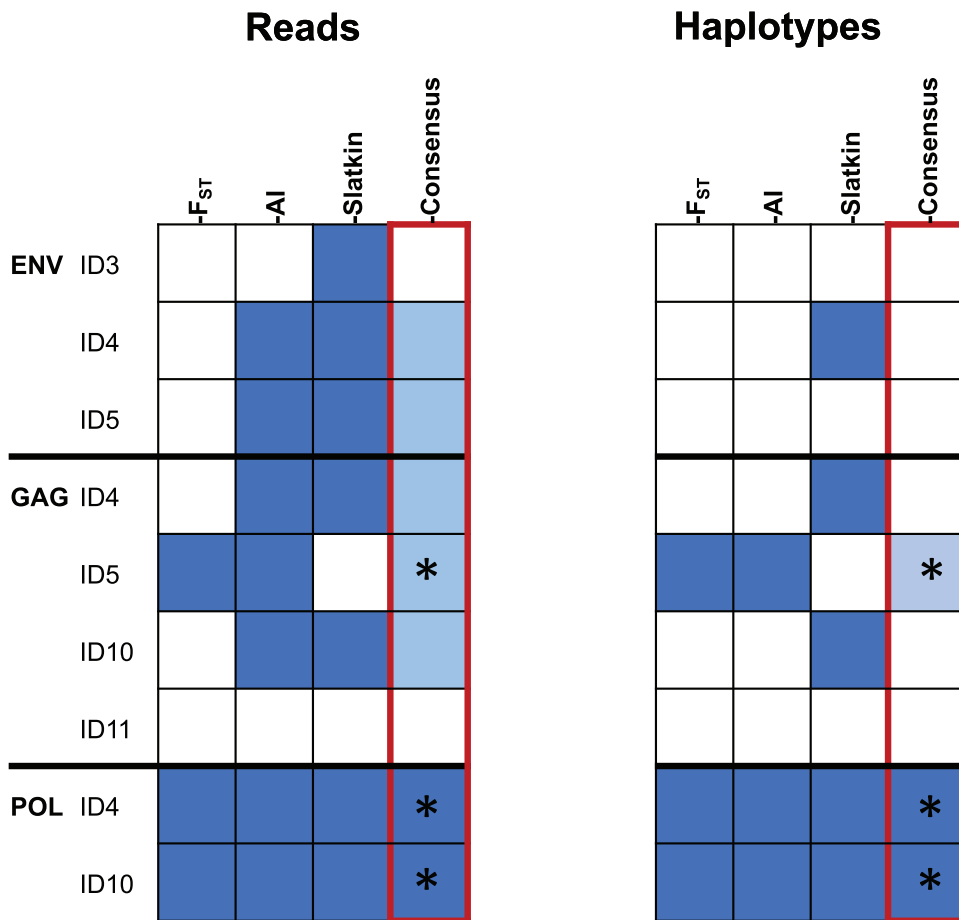 Reads Haplotypes
-FST -AI -Slatkin -Consensus -FST -AI -Slatkin -Consensus
ENV ID3
ID4
ID5
GAG ID4
ID5 * *
ID10
ID11
POL ID4 * *
ID10 * *